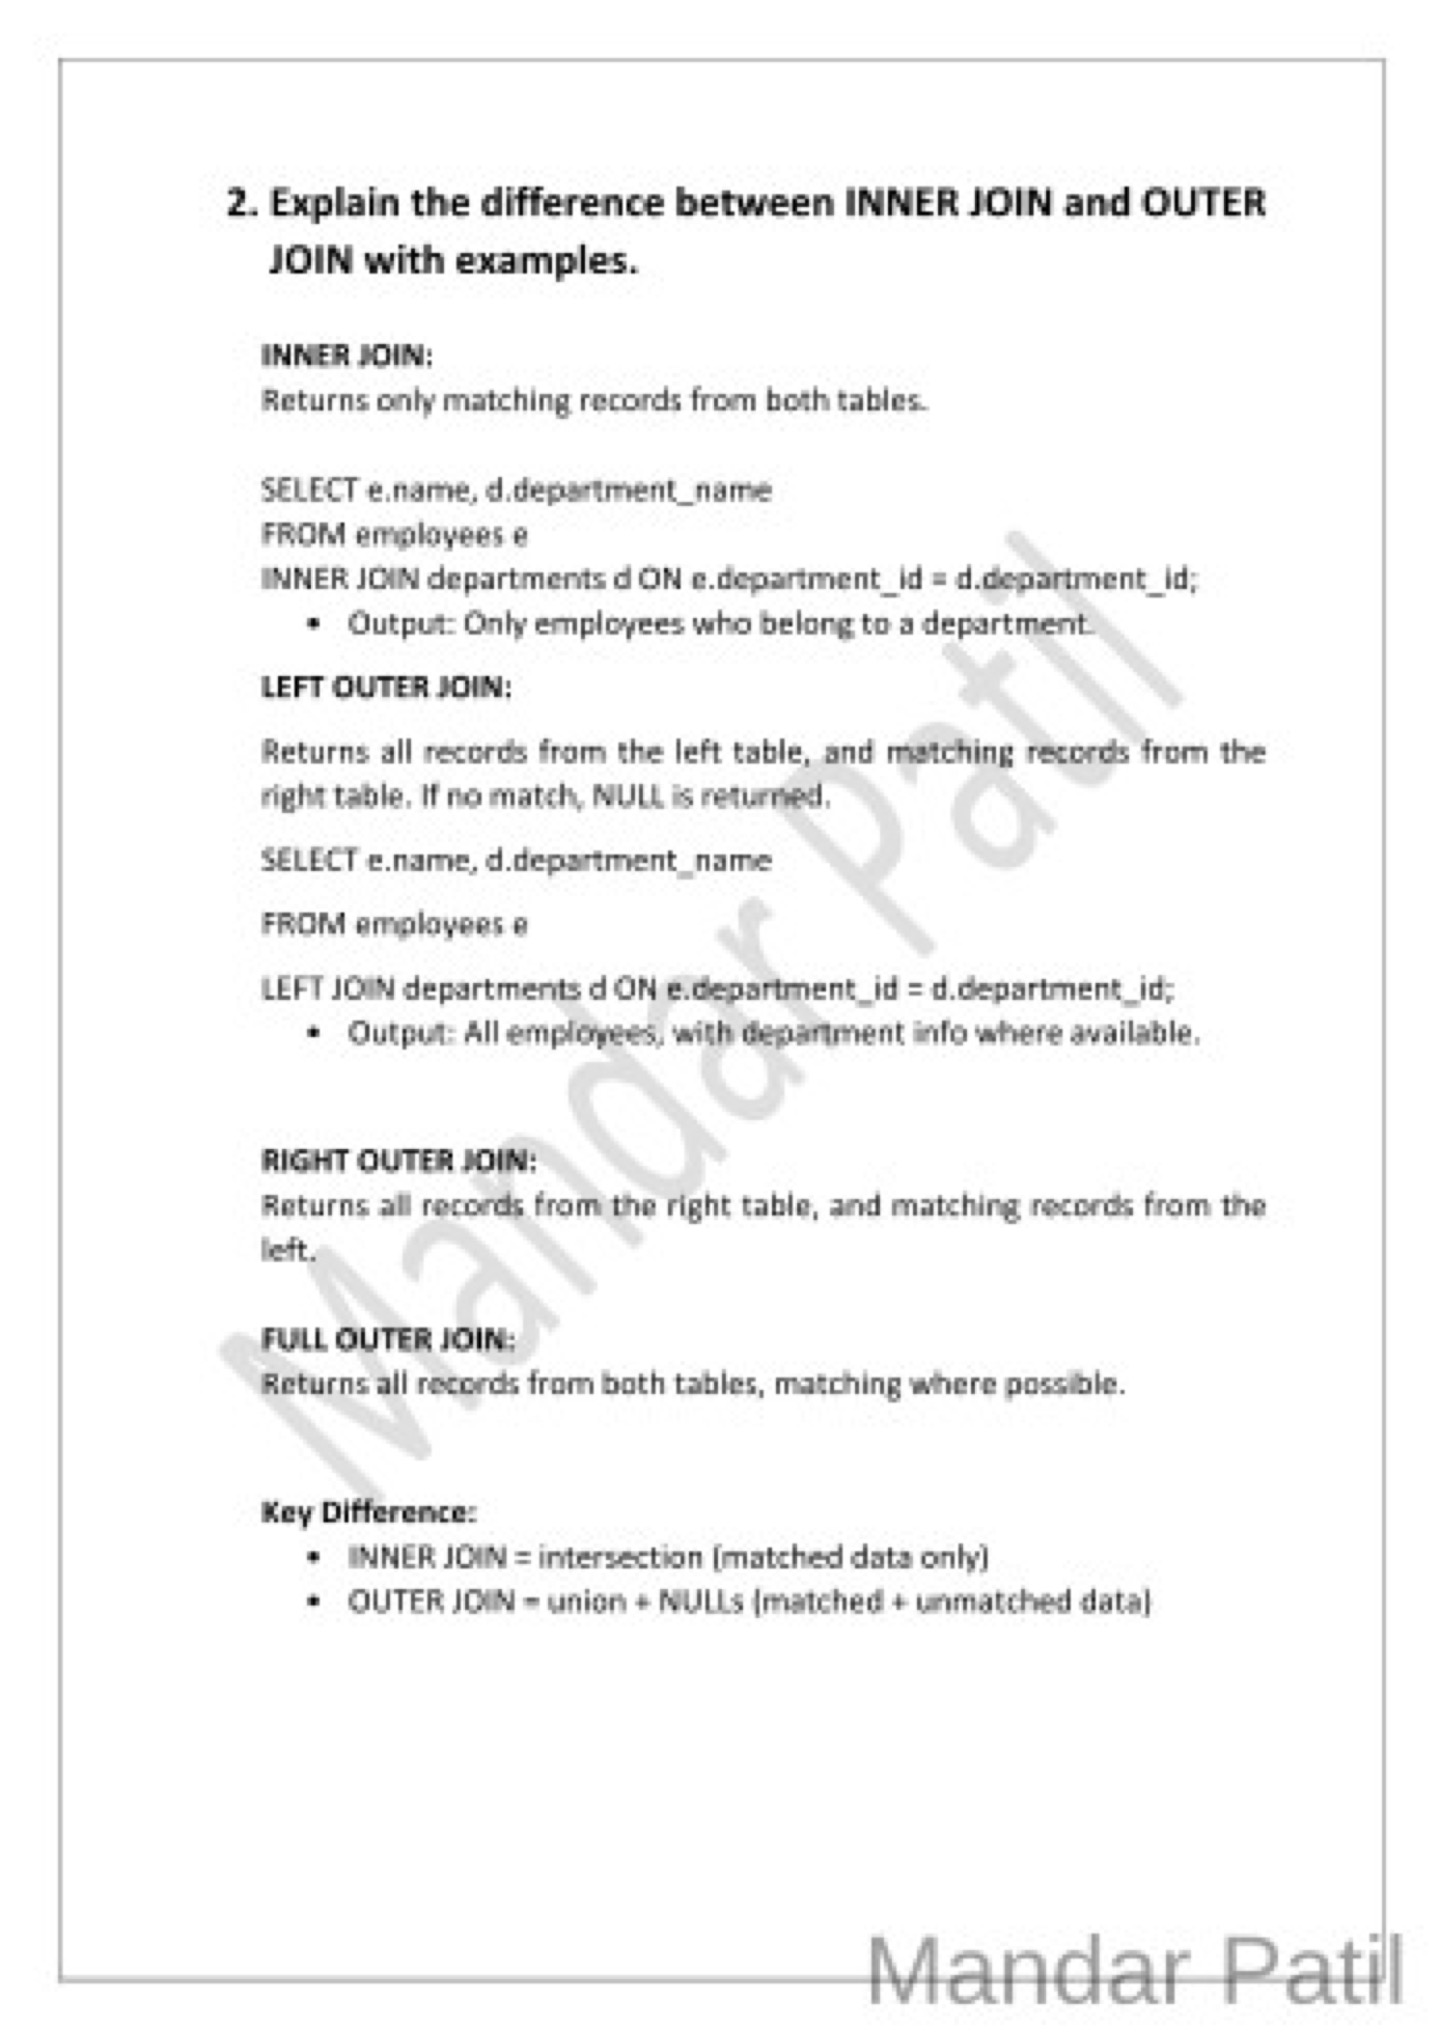 2. Explain the difference between INNER JOIN and OUTER
JOIN with examples.
INNER JOIN:
Returns only matching records from both tables.
SELECT e.name, d.department_name
FROM employees e
INNER JOIN departments d ON e.department_id = d.department_id;
• Output: Only employees who belong to a department.
LEFT OUTER JOIN:
Returns all records from the left table, and matching records from the
right table. If no match, NULL is returned.
SELECT e.name, d.department_name
FROM employees e
LEFT JOIN departments d ON e.department_id = d.department_id;
• Output: All employees, with department info where available.
RIGHT OUTER JOIN:
Returns all records from the right table, and matching records from the
left.
FULL OUTER JOIN:
Returns all records from both tables, matching where possible.
Key Difference:
• INNER JOIN = intersection (matched data only)
• OUTER JOIN = union + NULLs (matched + unmatched data)
Mandar Patil
Mandar Patil